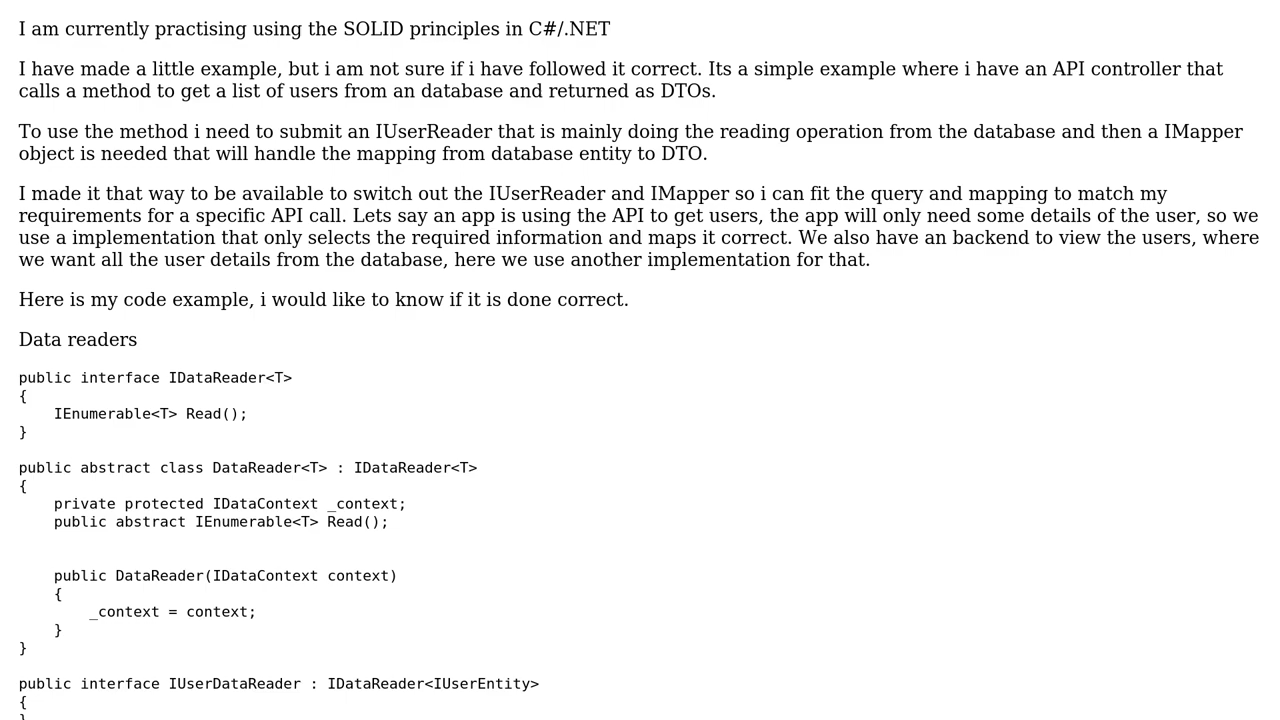 I am currently practising using the SOLID principles in C#/.NET
I have made a little example, but i am not sure if i have followed it correct. Its a simple example where i have an API controller that
calls a method to get a list of users from an database and returned as DTOs.
To use the method i need to submit an IUserReader that is mainly doing the reading operation from the database and then a IMapper
object is needed that will handle the mapping from database entity to DTO.
I made it that way to be available to switch out the IUserReader and IMapper so i can fit the query and mapping to match my
requirements for a specific API call. Lets say an app is using the API to get users, the app will only need some details of the user, so we
use a implementation that only selects the required information and maps it correct. We also have an backend to view the users, where
we want all the user details from the database, here we use another implementation for that.
Here is my code example, i would like to know if it is done correct.
Data readers
public interface IDataReader<T>
{
    IEnumerable<T> Read();
}
public abstract class DataReader<T> : IDataReader<T>
{
    private protected IDataContext _context;
    public abstract IEnumerable<T> Read();
    public DataReader(IDataContext context)
    {
        _context = context;
    }
}
public interface IUserDataReader : IDataReader<IUserEntity>
{
}